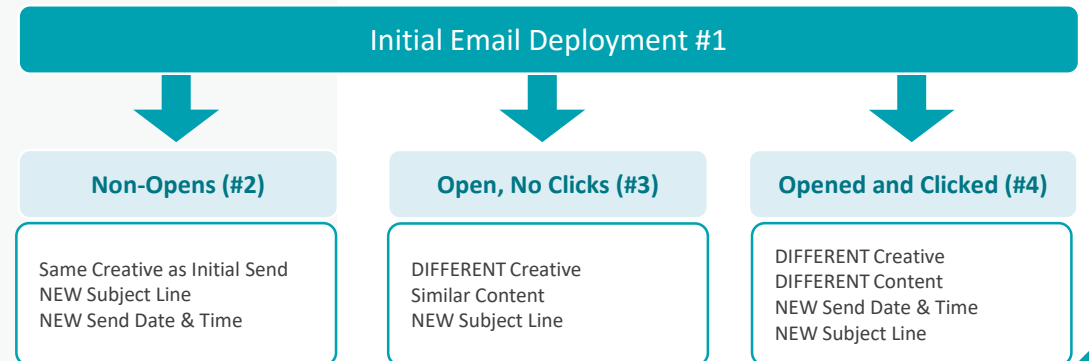 Initial Email Deployment #1
Non-Opens (#2)
Same Creative as Initial Send
NEW Subject Line
NEW Send Date & Time
Open, No Clicks (#3)
DIFFERENT Creative
Similar Content
NEW Subject Line
Opened and Clicked (#4)
DIFFERENT Creative
DIFFERENT Content
NEW Send Date & Time
NEW Subject Line